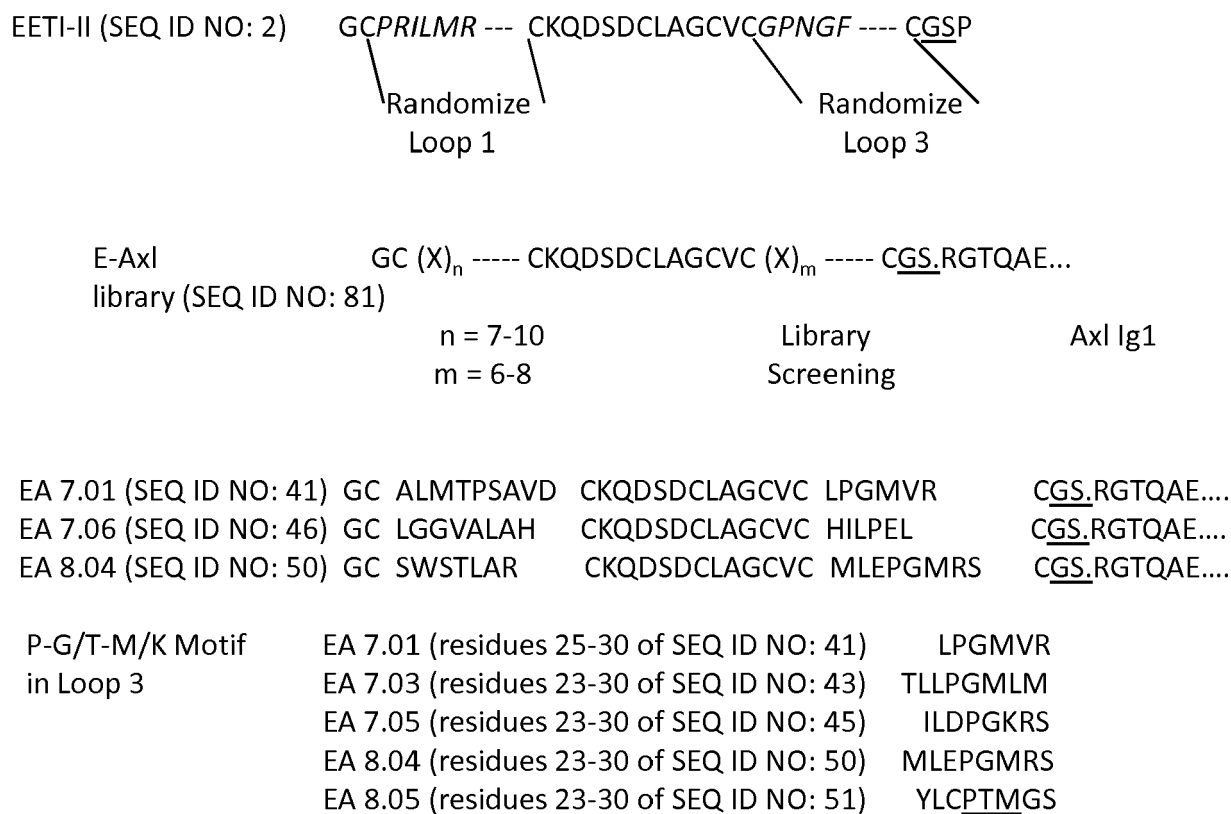 EETI-II (SEQ ID NO: 2) GCPRILMR --- CKQDSDCLAGCVCGPNGF ---- CGSP
Randomize Randomize
Loop 1 Loop 3
E-Axl GC (X)n ----- CKQDSDCLAGCVC (X)m ----- CGS.RGTQAE...
library (SEQ ID NO: 81)
n = 7-10 Library Axl Ig1
m = 6-8 Screening
EA 7.01 (SEQ ID NO: 41) GC ALMTPSAVD CKQDSDCLAGCVC LPGMVR CGS.RGTQAE....
EA 7.06 (SEQ ID NO: 46) GC LGGVALAH CKQDSDCLAGCVC HILPEL CGS.RGTQAE....
EA 8.04 (SEQ ID NO: 50) GC SWSTLAR CKQDSDCLAGCVC MLEPGMRS CGS.RGTQAE....
P-G/T-M/K Motif EA 7.01 (residues 25-30 of SEQ ID NO: 41) LPGMVR
in Loop 3 EA 7.03 (residues 23-30 of SEQ ID NO: 43) TLLPGMLM
EA 7.05 (residues 23-30 of SEQ ID NO: 45) ILDPGKRS
EA 8.04 (residues 23-30 of SEQ ID NO: 50) MLEPGMRS
EA 8.05 (residues 23-30 of SEQ ID NO: 51) YLCPTMGS